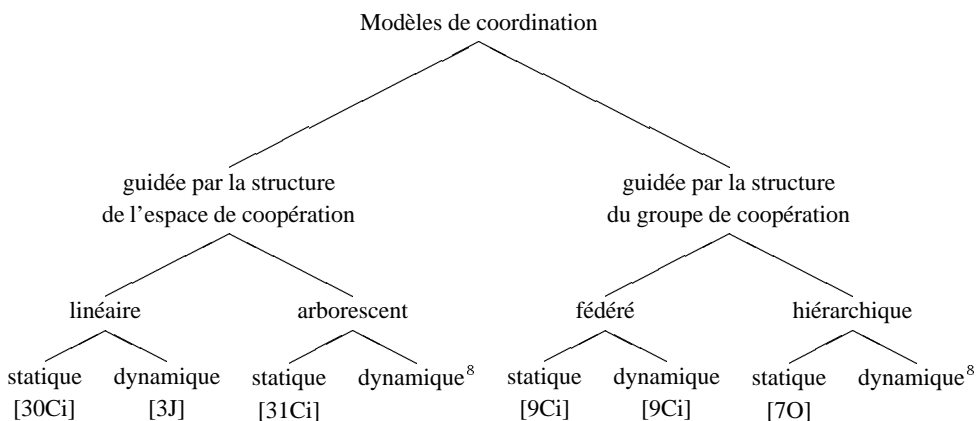 Modèles de coordination
guidée par la structure
de l’espace de coopération
guidée par la structure
du groupe de coopération
linéaire arborescent fédéré hiérarchique
statique dynamique statique dynamique⁸ statique dynamique statique dynamique⁸
[30Ci] [3J] [31Ci] [9Ci] [9Ci] [7O]